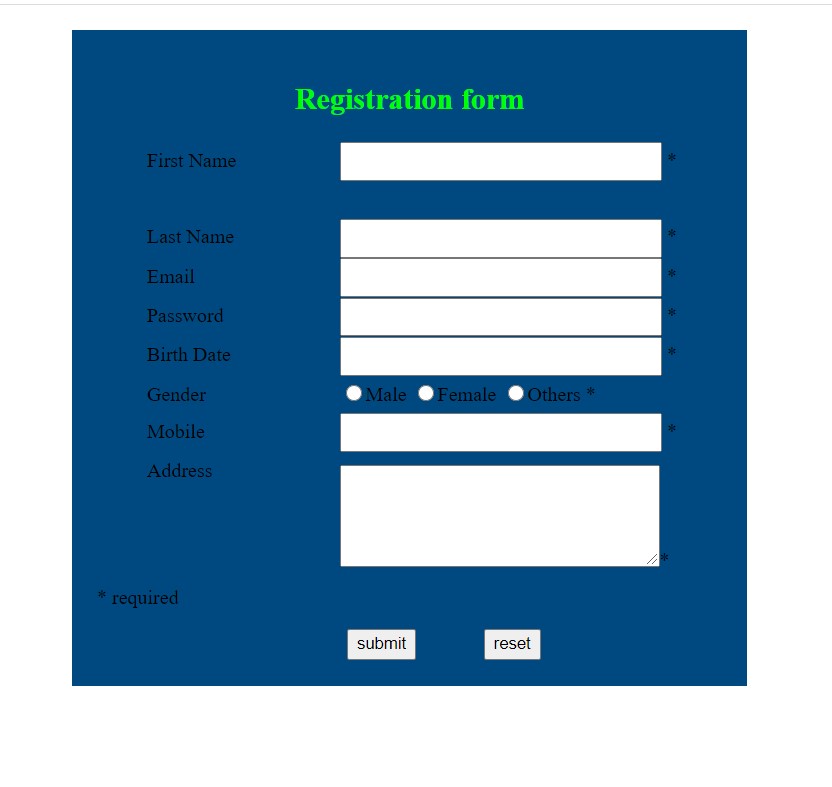 Registration form
First Name *
Last Name *
Email *
Password *
Birth Date *
Gender Male Female Others *
Mobile *
Address *
* required
submit reset